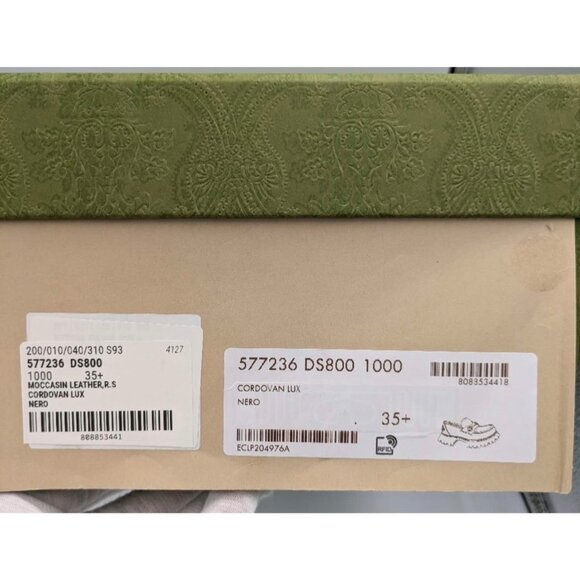 200/010/040/310 S93 4127
577236 DS800
1000 35+
MOCCASIN LEATHER,R.S
CORDOVAN LUX
NERO
808853441
577236 DS800 1000
8088534418
CORDOVAN LUX
NERO
35+
ECLP204976A
RFID